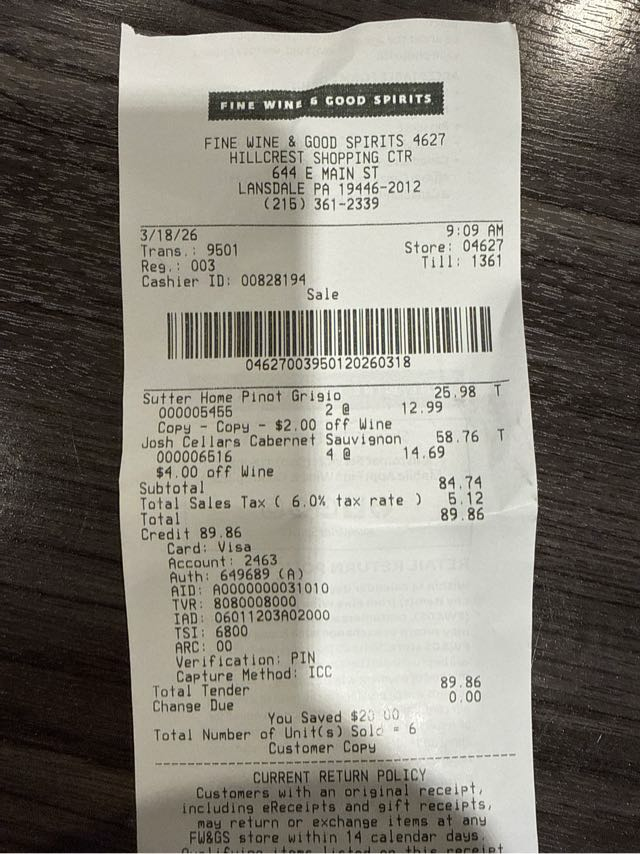 FINE WINE & GOOD SPIRITS
FINE WINE & GOOD SPIRITS 4627
HILLCREST SHOPPING CTR
644 E MAIN ST
LANSDALE PA 19446-2012
(215) 361-2339
3/18/26 9:09 AM
Trans.: 9501 Store: 04627
Reg.: 003 Till: 1361
Cashier ID: 00828194
Sale
04627003950120260318
Sutter Home Pinot Grigio 25.98 T
000005455 2 @ 12.99
Copy - Copy - $2.00 off Wine
Josh Cellars Cabernet Sauvignon 58.76 T
000006516 4 @ 14.69
$4.00 off Wine
Subtotal 84.74
Total Sales Tax ( 6.0% tax rate ) 5.12
Total 89.86
Credit 89.86
Card: Visa
Account: 2463
Auth: 649689 (A)
AID: A0000000031010
TVR: 8080008000
IAD: 06011203A02000
TSI: 6800
ARC: 00
Verification: PIN
Capture Method: ICC
Total Tender 89.86
Change Due 0.00
You Saved $20.00
Total Number of Unit(s) Sold = 6
Customer Copy
CURRENT RETURN POLICY
Customers with an original receipt,
including eReceipts and gift receipts,
may return or exchange items at any
FW&GS store within 14 calendar days.
Qualifying items listed on this receipt